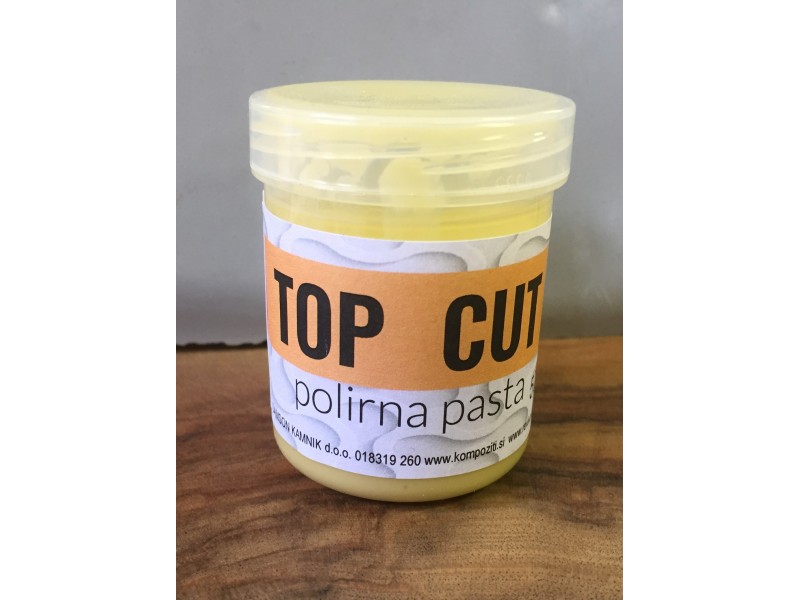 TOP CUT
polirna pasta
KAMNIK d.o.o. 018319 260 www.kompoziti.si